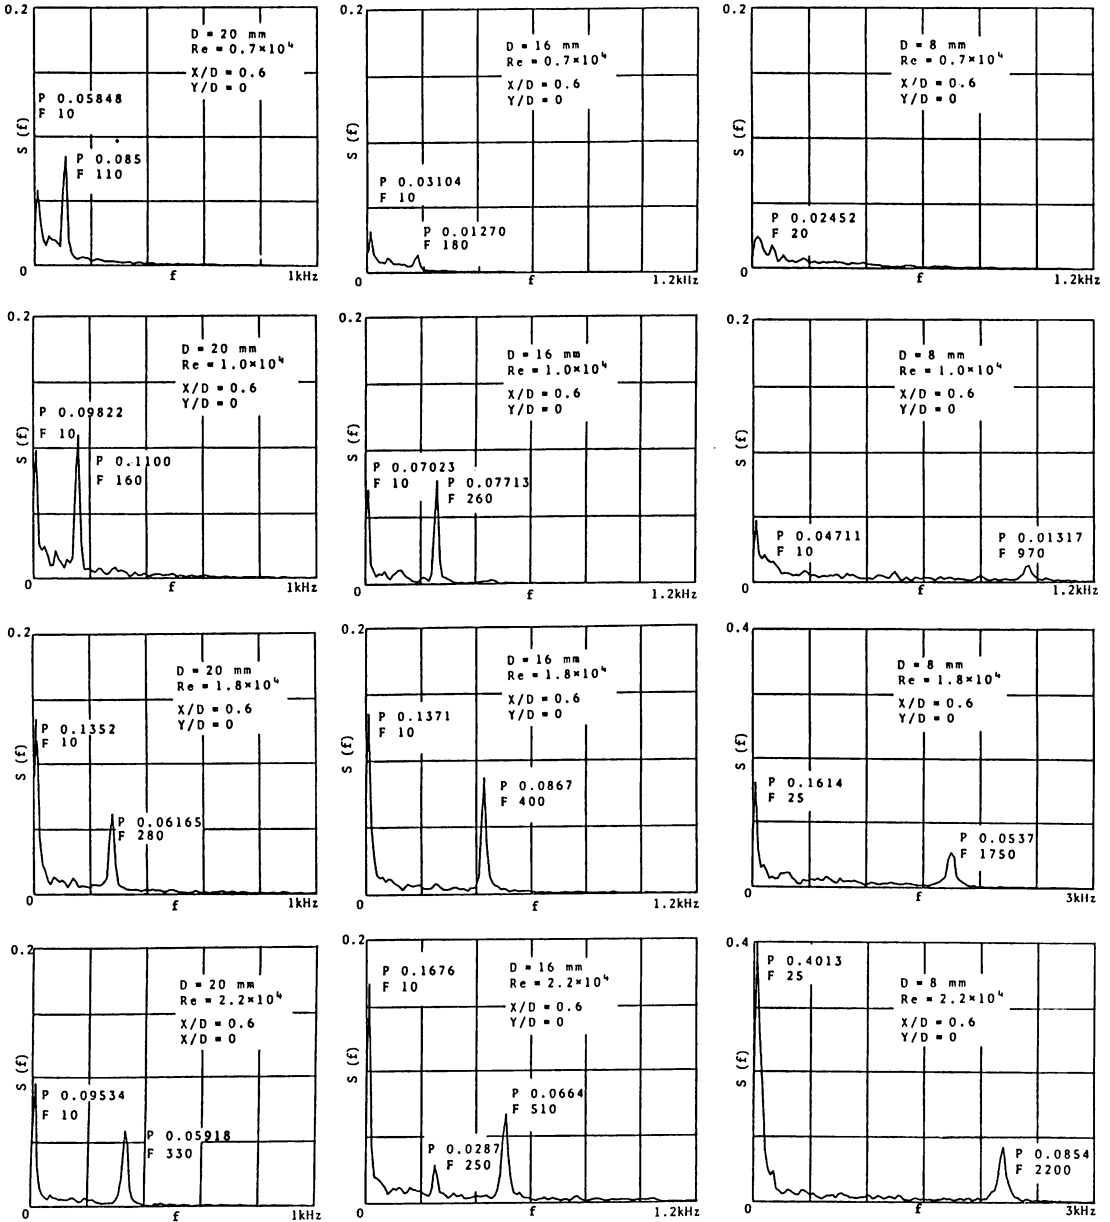 0.2
D = 20 mm
Re = 0.7×10⁴
X/D = 0.6
Y/D = 0
P 0.05848
F 10
S (f)
P 0.085
F 110
0
f
1kHz
0.2
D = 16 mm
Re = 0.7×10⁴
X/D = 0.6
Y/D = 0
S (f)
P 0.03104
F 10
P 0.01270
F 180
0
f
1.2kHz
0.2
D = 8 mm
Re = 0.7×10⁴
X/D = 0.6
Y/D = 0
S (f)
P 0.02452
F 20
0
f
1.2kHz
0.2
D = 20 mm
Re = 1.0×10⁴
X/D = 0.6
Y/D = 0
P 0.09822
F 10
S (f)
P 0.1100
F 160
0
f
1kHz
0.2
D = 16 mm
Re = 1.0×10⁴
X/D = 0.6
Y/D = 0
S (f)
P 0.07023
F 10
P 0.07713
F 260
0
f
1.2kHz
0.2
D = 8 mm
Re = 1.0×10⁴
X/D = 0.6
Y/D = 0
S (f)
P 0.04711
F 10
P 0.01317
F 970
0
f
1.2kHz
0.2
D = 20 mm
Re = 1.8×10⁴
X/D = 0.6
Y/D = 0
P 0.1352
F 10
S (f)
P 0.06165
F 280
0
f
1kHz
0.2
D = 16 mm
Re = 1.8×10⁴
X/D = 0.6
Y/D = 0
P 0.1371
F 10
S (f)
P 0.0867
F 400
0
f
1.2kHz
0.4
D = 8 mm
Re = 1.8×10⁴
X/D = 0.6
Y/D = 0
S (f)
P 0.1614
F 25
P 0.0537
F 1750
0
f
3kHz
0.2
D = 20 mm
Re = 2.2×10⁴
X/D = 0.6
X/D = 0
S (f)
P 0.09534
F 10
P 0.05918
F 330
0
f
1kHz
0.2
P 0.1676
F 10
D = 16 mm
Re = 2.2×10⁴
X/D = 0.6
Y/D = 0
S (f)
P 0.0664
F 510
P 0.0287
F 250
0
f
1.2kHz
0.4
P 0.4013
F 25
D = 8 mm
Re = 2.2×10⁴
X/D = 0.6
Y/D = 0
S (f)
P 0.0854
F 2200
0
f
3kHz